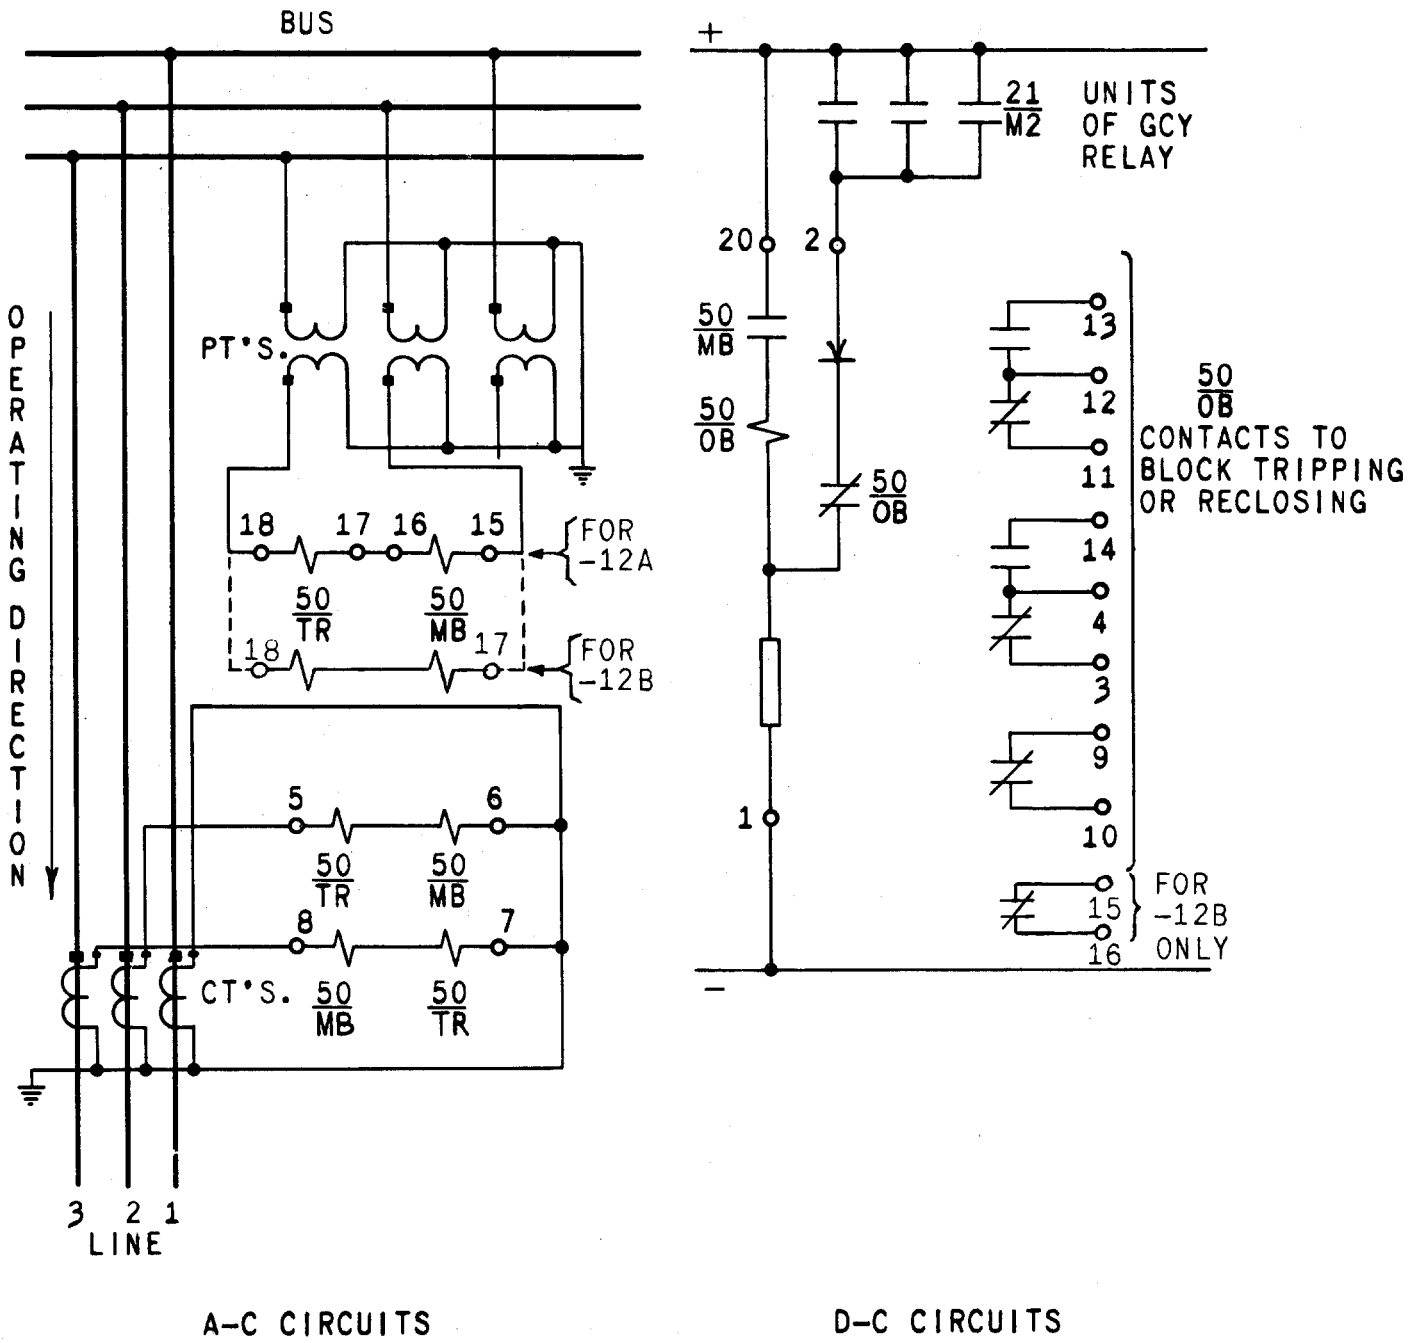 BUS
OPERATING DIRECTION
PT'S.
18
17
16
15
FOR
-12A
50
TR
50
MB
18
17
FOR
-12B
5
6
50
TR
50
MB
8
7
CT'S.
50
MB
50
TR
3
2
1
LINE
A-C CIRCUITS
+
21
M2
UNITS
OF GCY
RELAY
20
2
50
MB
50
OB
50
OB
1
-
13
12
11
14
4
3
9
10
50
OB
CONTACTS TO
BLOCK TRIPPING
OR RECLOSING
15
16
FOR
-12B
ONLY
D-C CIRCUITS